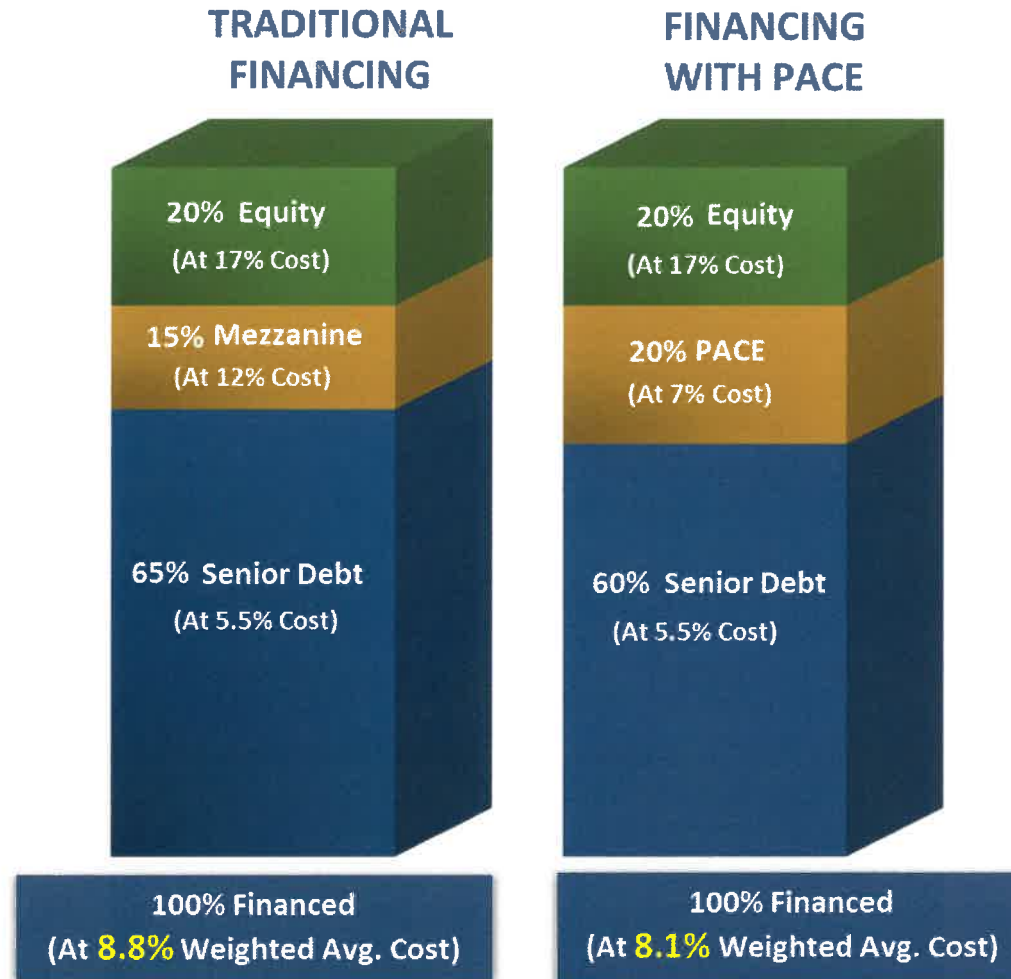 TRADITIONAL
FINANCING
20% Equity
(At 17% Cost)
15% Mezzanine
(At 12% Cost)
65% Senior Debt
(At 5.5% Cost)
100% Financed
(At 8.8% Weighted Avg. Cost)
FINANCING
WITH PACE
20% Equity
(At 17% Cost)
20% PACE
(At 7% Cost)
60% Senior Debt
(At 5.5% Cost)
100% Financed
(At 8.1% Weighted Avg. Cost)